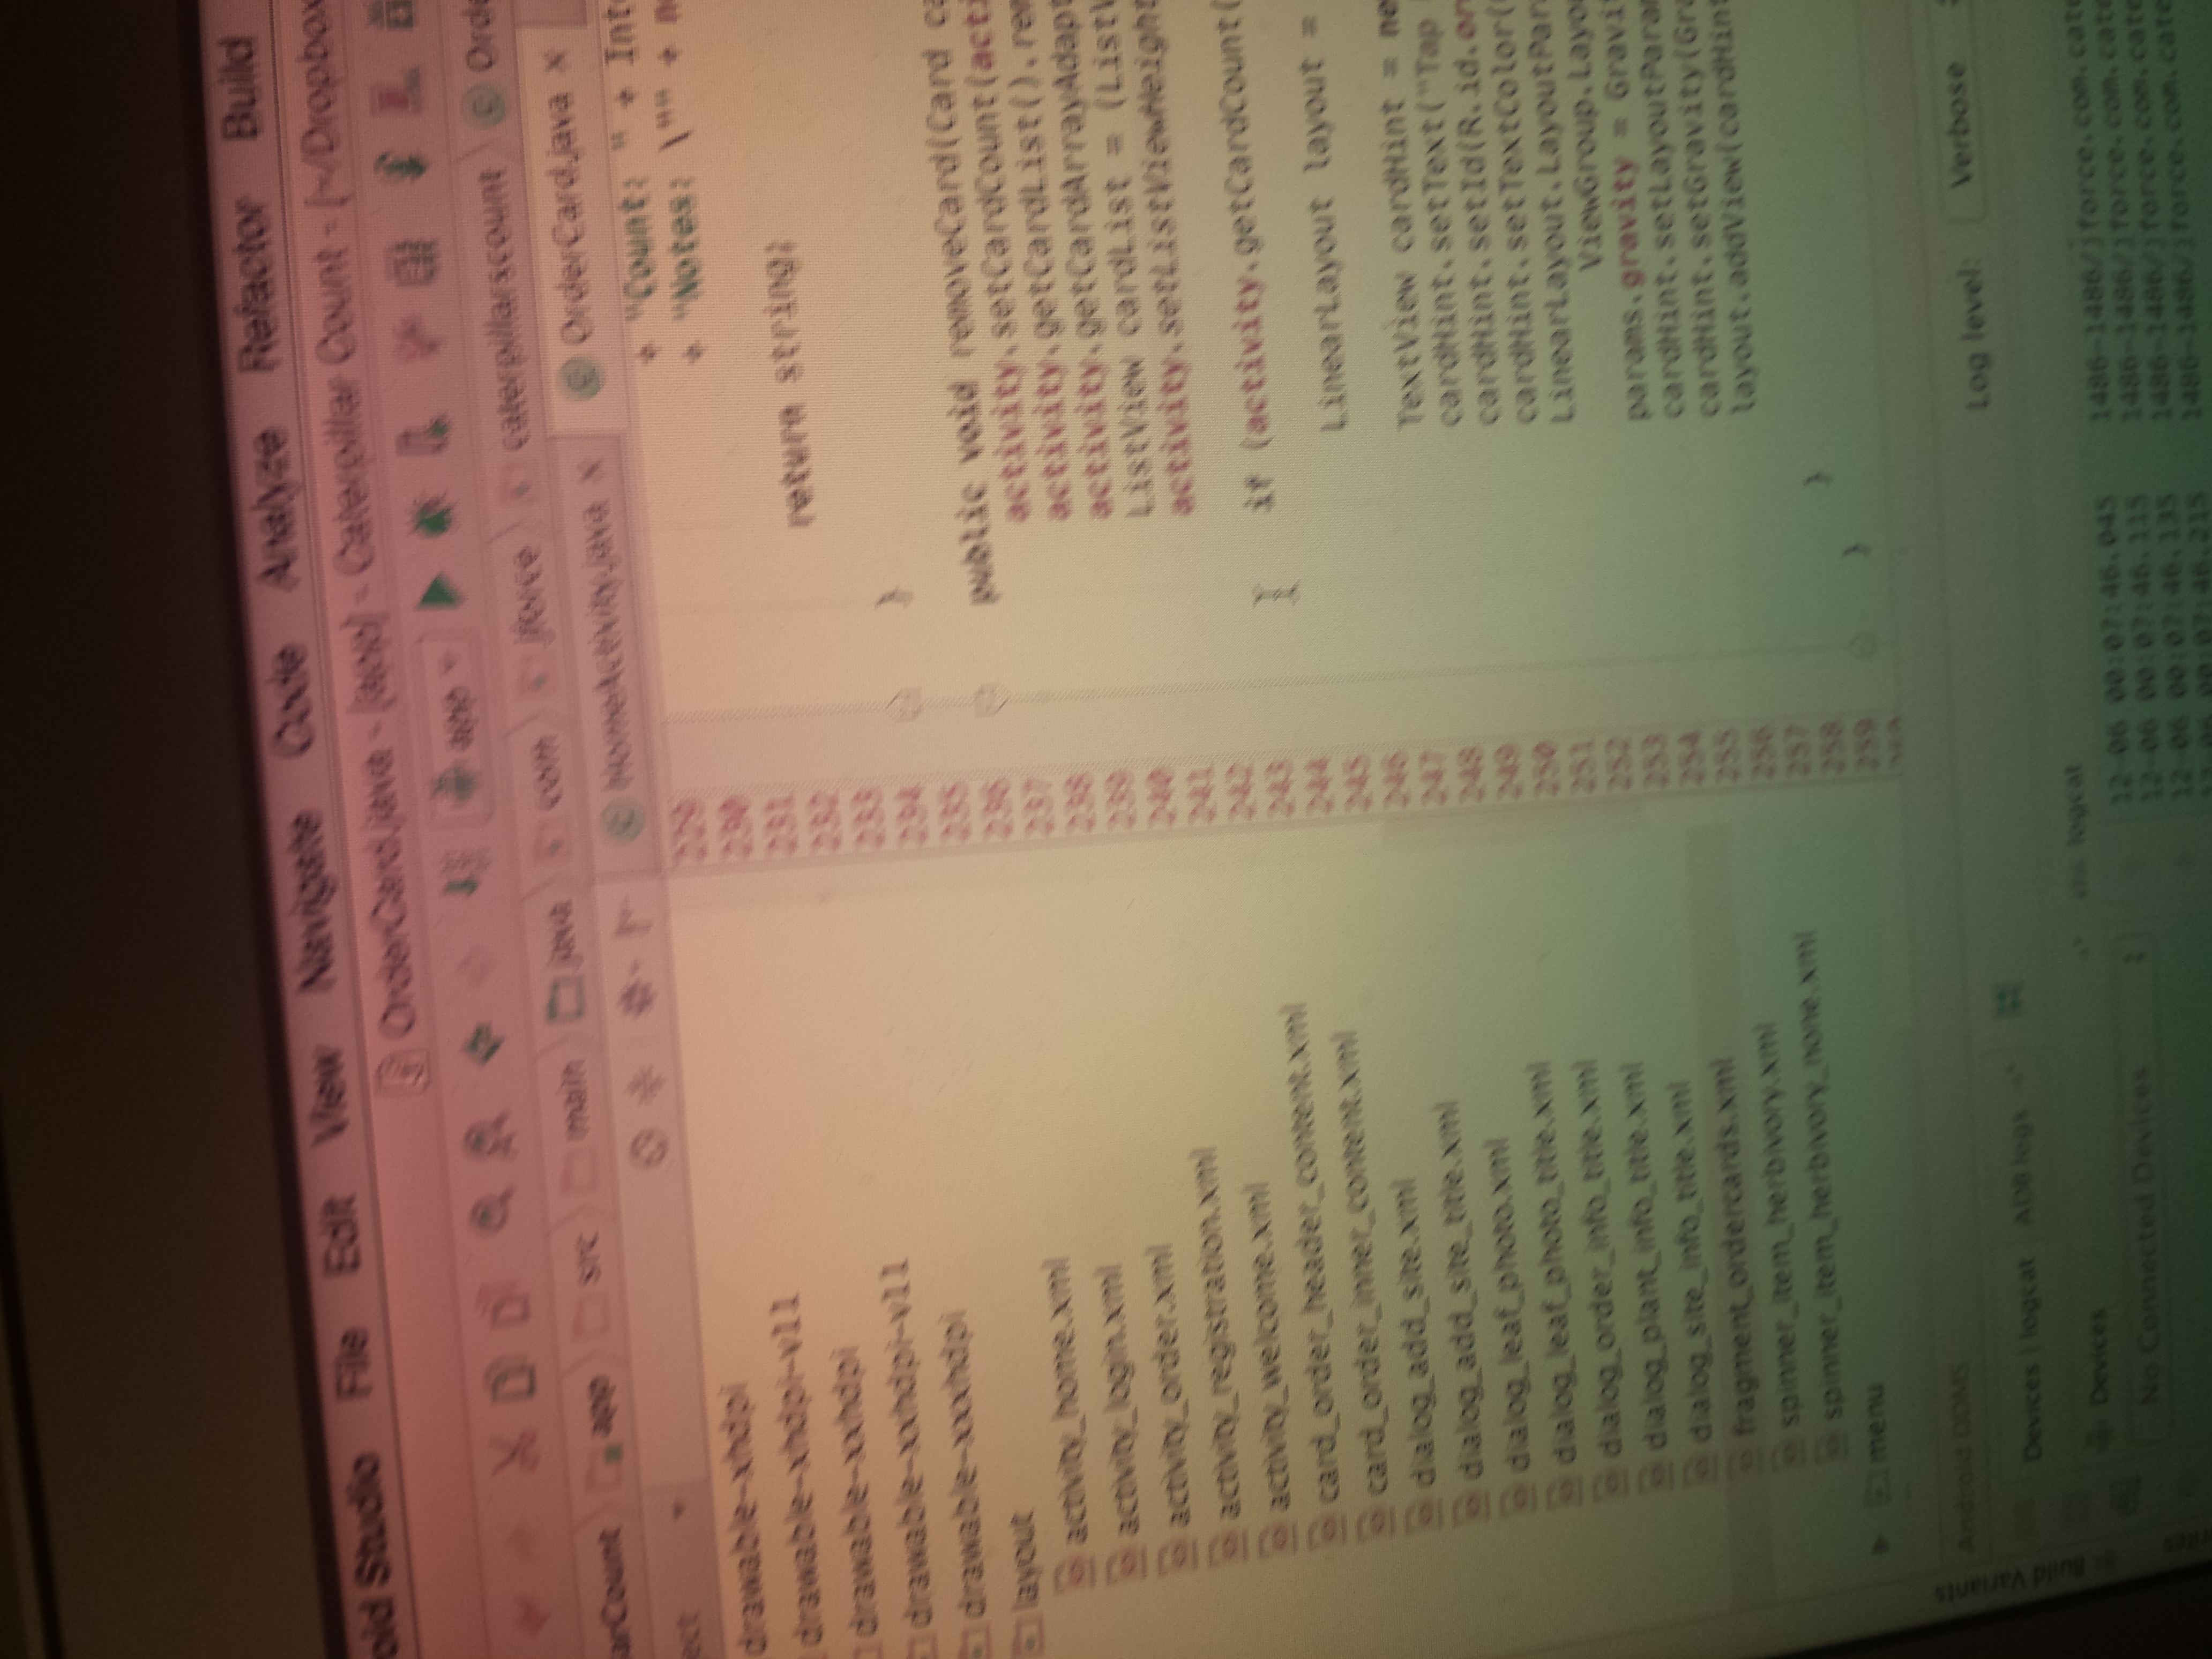 oid Studio File Edit View Navigate Code Analyze Refactor Build
OrderCard.java - [app] - Caterpillar Count - [~/Dropbox
app
arCount app src main java com jforce caterpillarscount Orde
ect
HomeActivity.java × OrderCard.java ×
drawable-xhdpi
drawable-xhdpi-v11
drawable-xxhdpi
drawable-xxhdpi-v11
drawable-xxxhdpi
layout
activity_home.xml
activity_login.xml
activity_order.xml
activity_registration.xml
activity_welcome.xml
card_order_header_content.xml
card_order_inner_content.xml
dialog_add_site.xml
dialog_add_site_title.xml
dialog_leaf_photo.xml
dialog_leaf_photo_title.xml
dialog_order_info_title.xml
dialog_plant_info_title.xml
dialog_site_info_title.xml
fragment_ordercards.xml
spinner_item_herbivory.xml
spinner_item_herbivory_none.xml
menu
229
230
231
232
233
234
235
236
237
238
239
240
241
242
243
244
245
246
247
248
249
250
251
252
253
254
255
256
257
258
259
+ "Count: " + Inte
+ "Notes: \"" + n
return string;
}
public void removeCard(Card ca
activity.setCardCount(acti
activity.getCardList().rem
activity.getCardArrayAdapt
ListView cardList = (ListV
activity.setListViewHeight
if (activity.getCardCount(
LinearLayout layout =
TextView cardHint = ne
cardHint.setText("Tap
cardHint.setId(R.id.or
cardHint.setTextColor(
LinearLayout.LayoutPar
ViewGroup.Layo
params.gravity = Gravi
cardHint.setLayoutPara
cardHint.setGravity(Gra
layout.addView(cardHint
}
}
Build Variants
Android DDMS
Log level: Verbose
Devices | logcat ADB logs
Devices
No Connected Devices
logcat
12-06 00:07:46.045 1486-1486/jforce.com.cate
12-06 00:07:46.115 1486-1486/jforce.com.cate
12-06 00:07:46.135 1486-1486/jforce.com.cate
12-06 00:07:46.215 1486-1486/jforce.com.cate